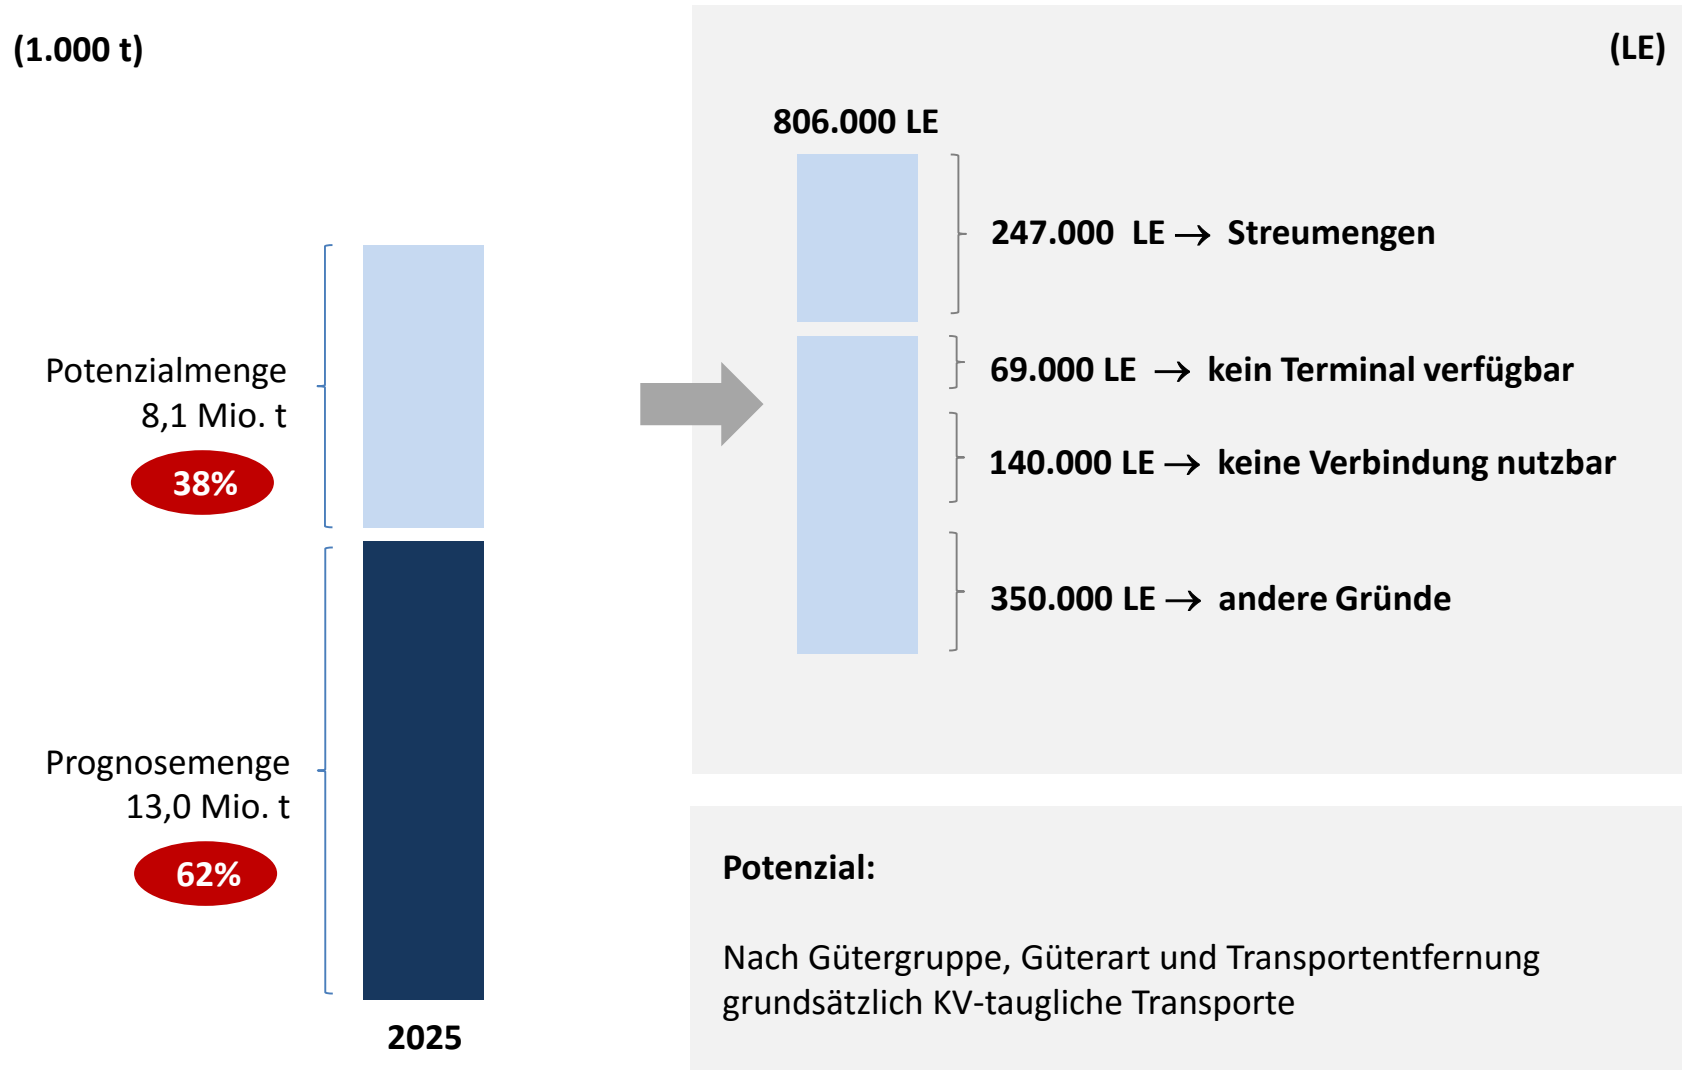 (1.000 t)
Potenzialmenge
8,1 Mio. t
38%
Prognosemenge
13,0 Mio. t
62%
2025
(LE)
806.000 LE
247.000 LE → Streumengen
69.000 LE → kein Terminal verfügbar
140.000 LE → keine Verbindung nutzbar
350.000 LE → andere Gründe
Potenzial:
Nach Gütergruppe, Güterart und Transportentfernung
grundsätzlich KV-taugliche Transporte